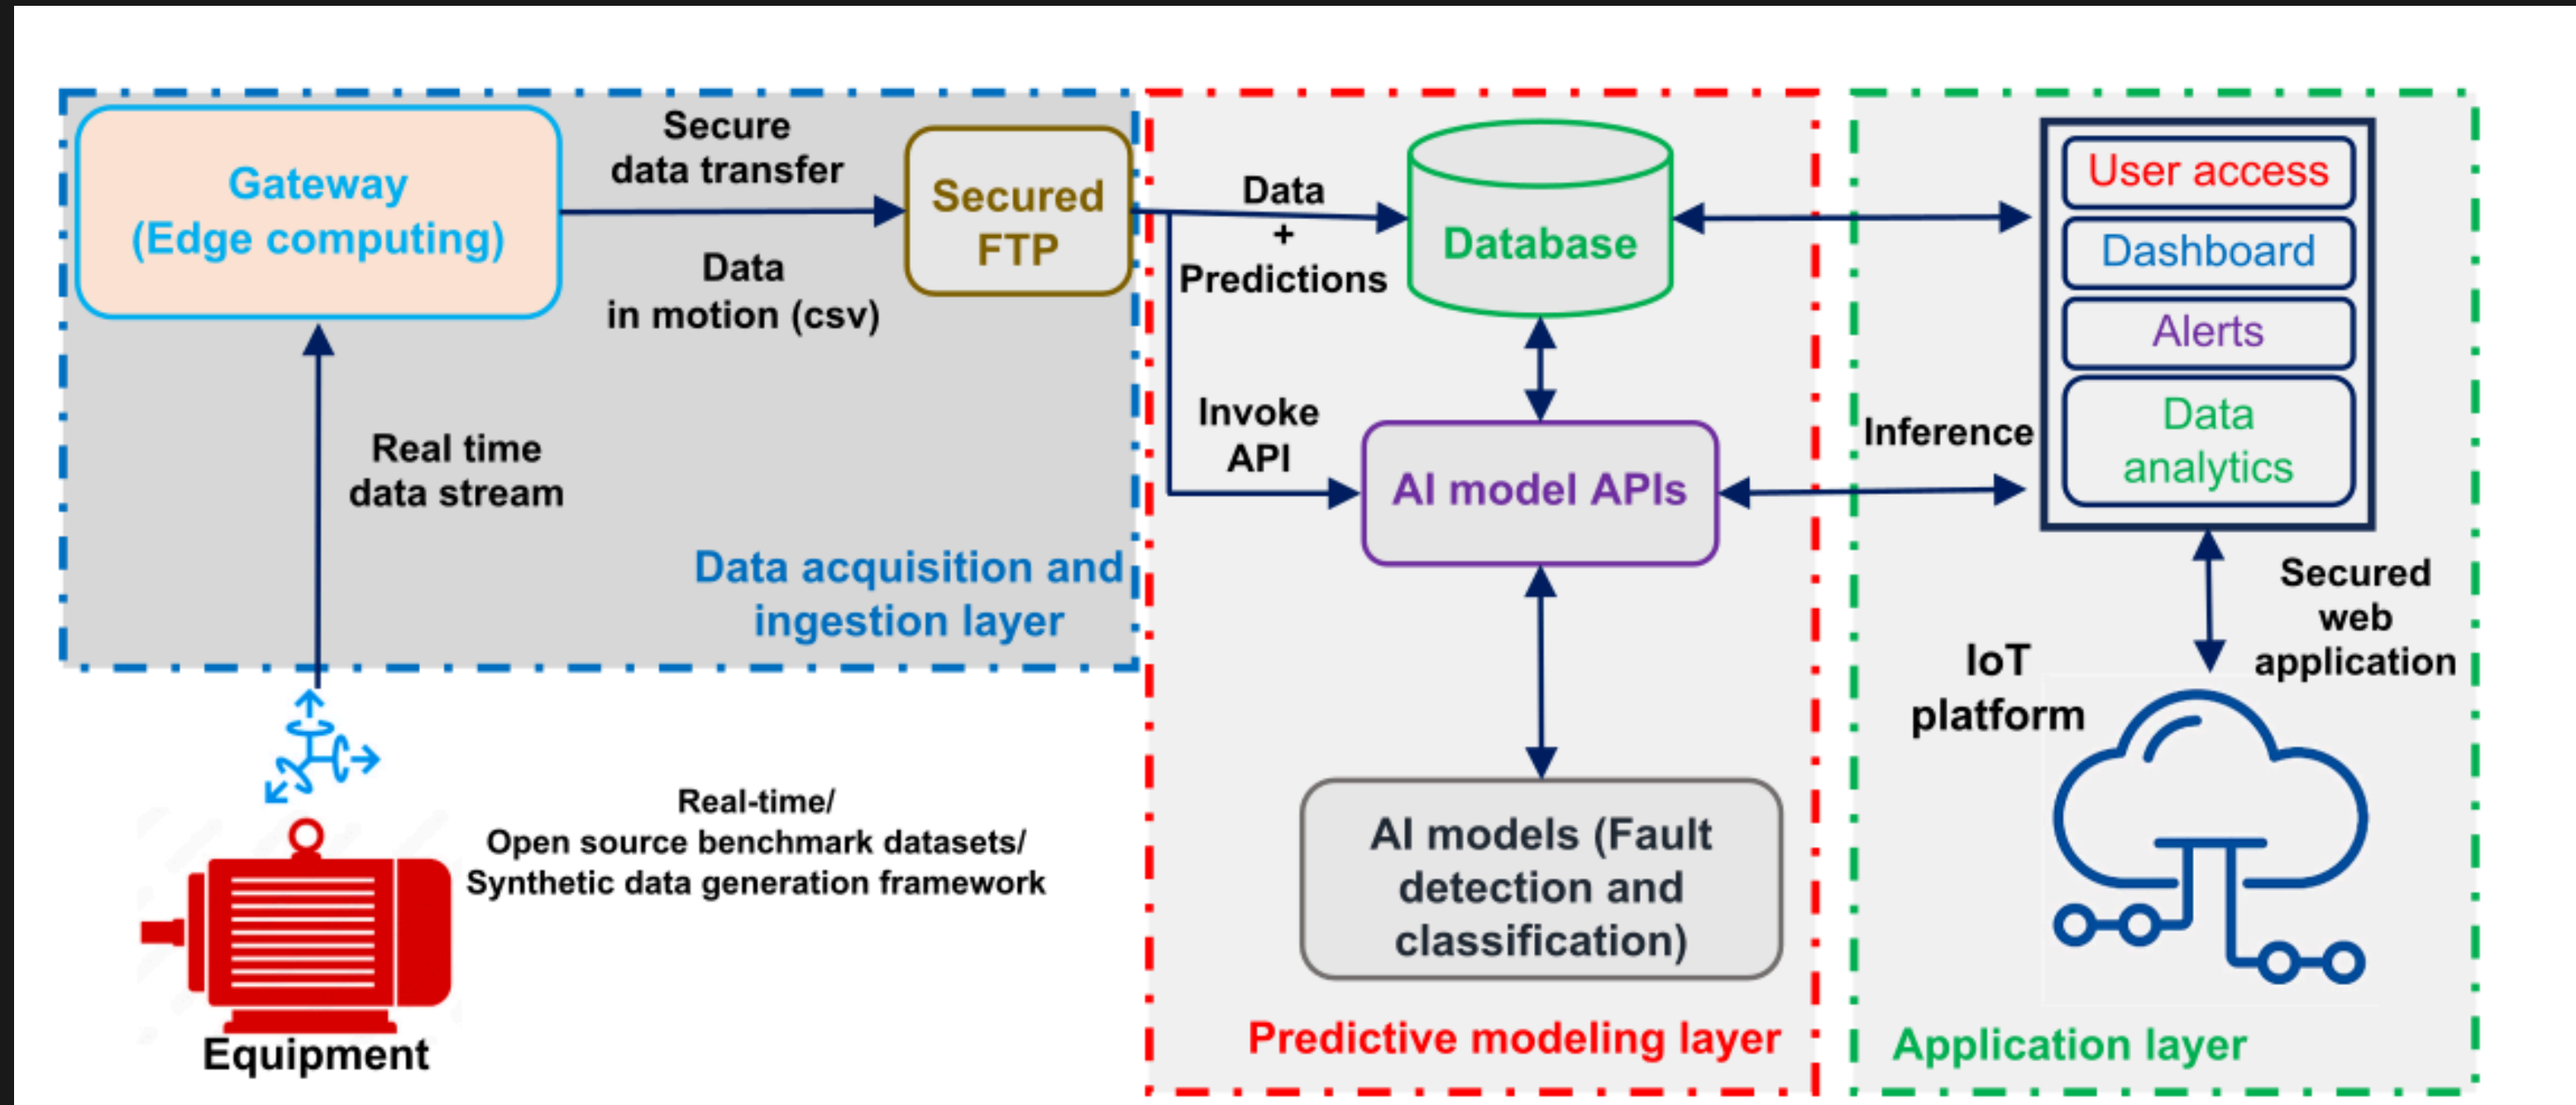 Gateway
(Edge computing)
Secure
data transfer
Data
in motion (csv)
Secured
FTP
Real time
data stream
Data acquisition and
ingestion layer
Real-time/
Open source benchmark datasets/
Synthetic data generation framework
Equipment
Data
+
Predictions
Database
Invoke
API
AI model APIs
AI models (Fault
detection and
classification)
Predictive modeling layer
User access
Dashboard
Alerts
Data
analytics
Inference
Secured
web
application
IoT
platform
Application layer